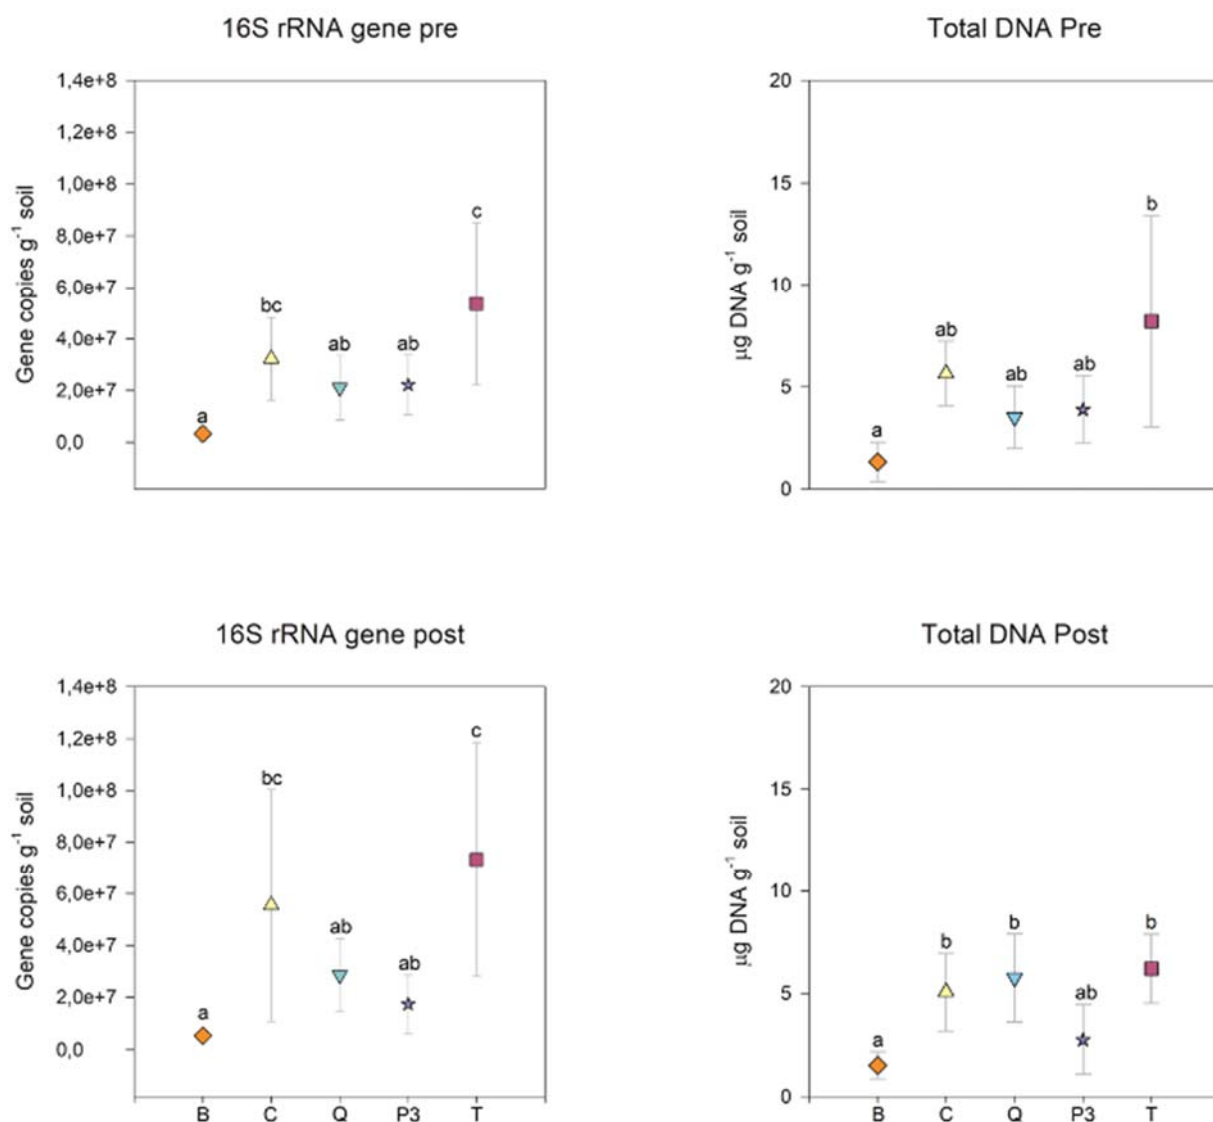 16S rRNA gene pre
Gene copies g-1 soil
1,4e+8
1,2e+8
1,0e+8
8,0e+7
6,0e+7
4,0e+7
2,0e+7
0,0
a
bc
ab
ab
c
Total DNA Pre
µg DNA g-1 soil
20
15
10
5
0
a
ab
ab
ab
b
16S rRNA gene post
Gene copies g-1 soil
1,4e+8
1,2e+8
1,0e+8
8,0e+7
6,0e+7
4,0e+7
2,0e+7
0,0
a
bc
ab
ab
c
B C Q P3 T
Total DNA Post
µg DNA g-1 soil
20
15
10
5
0
a
b
b
ab
b
B C Q P3 T